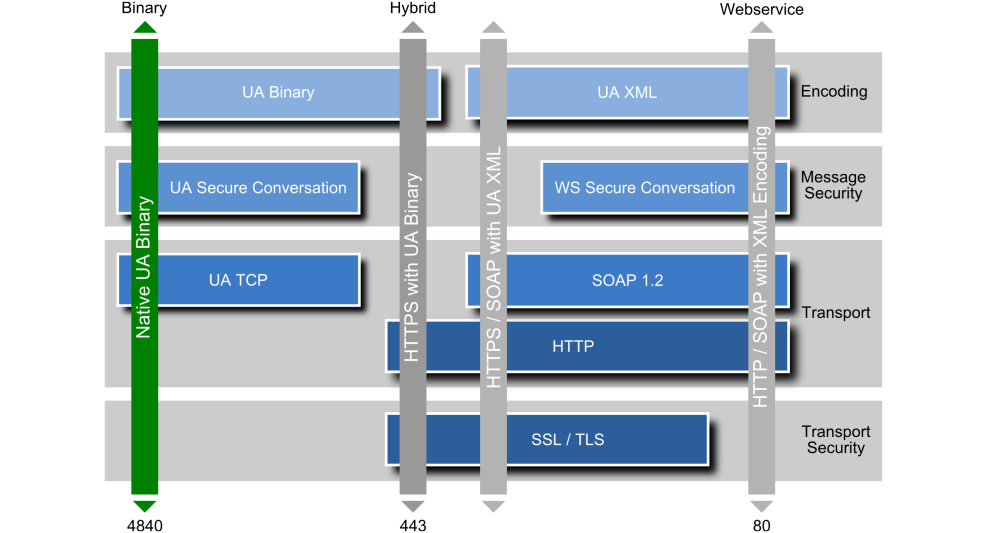 Binary
Hybrid
Webservice
UA Binary
UA XML
Encoding
UA Secure Conversation
WS Secure Conversation
Message
Security
UA TCP
SOAP 1.2
HTTP
Transport
SSL / TLS
Transport
Security
Native UA Binary
HTTPS with UA Binary
HTTPS / SOAP with UA XML
HTTP / SOAP with XML Encoding
4840
443
80